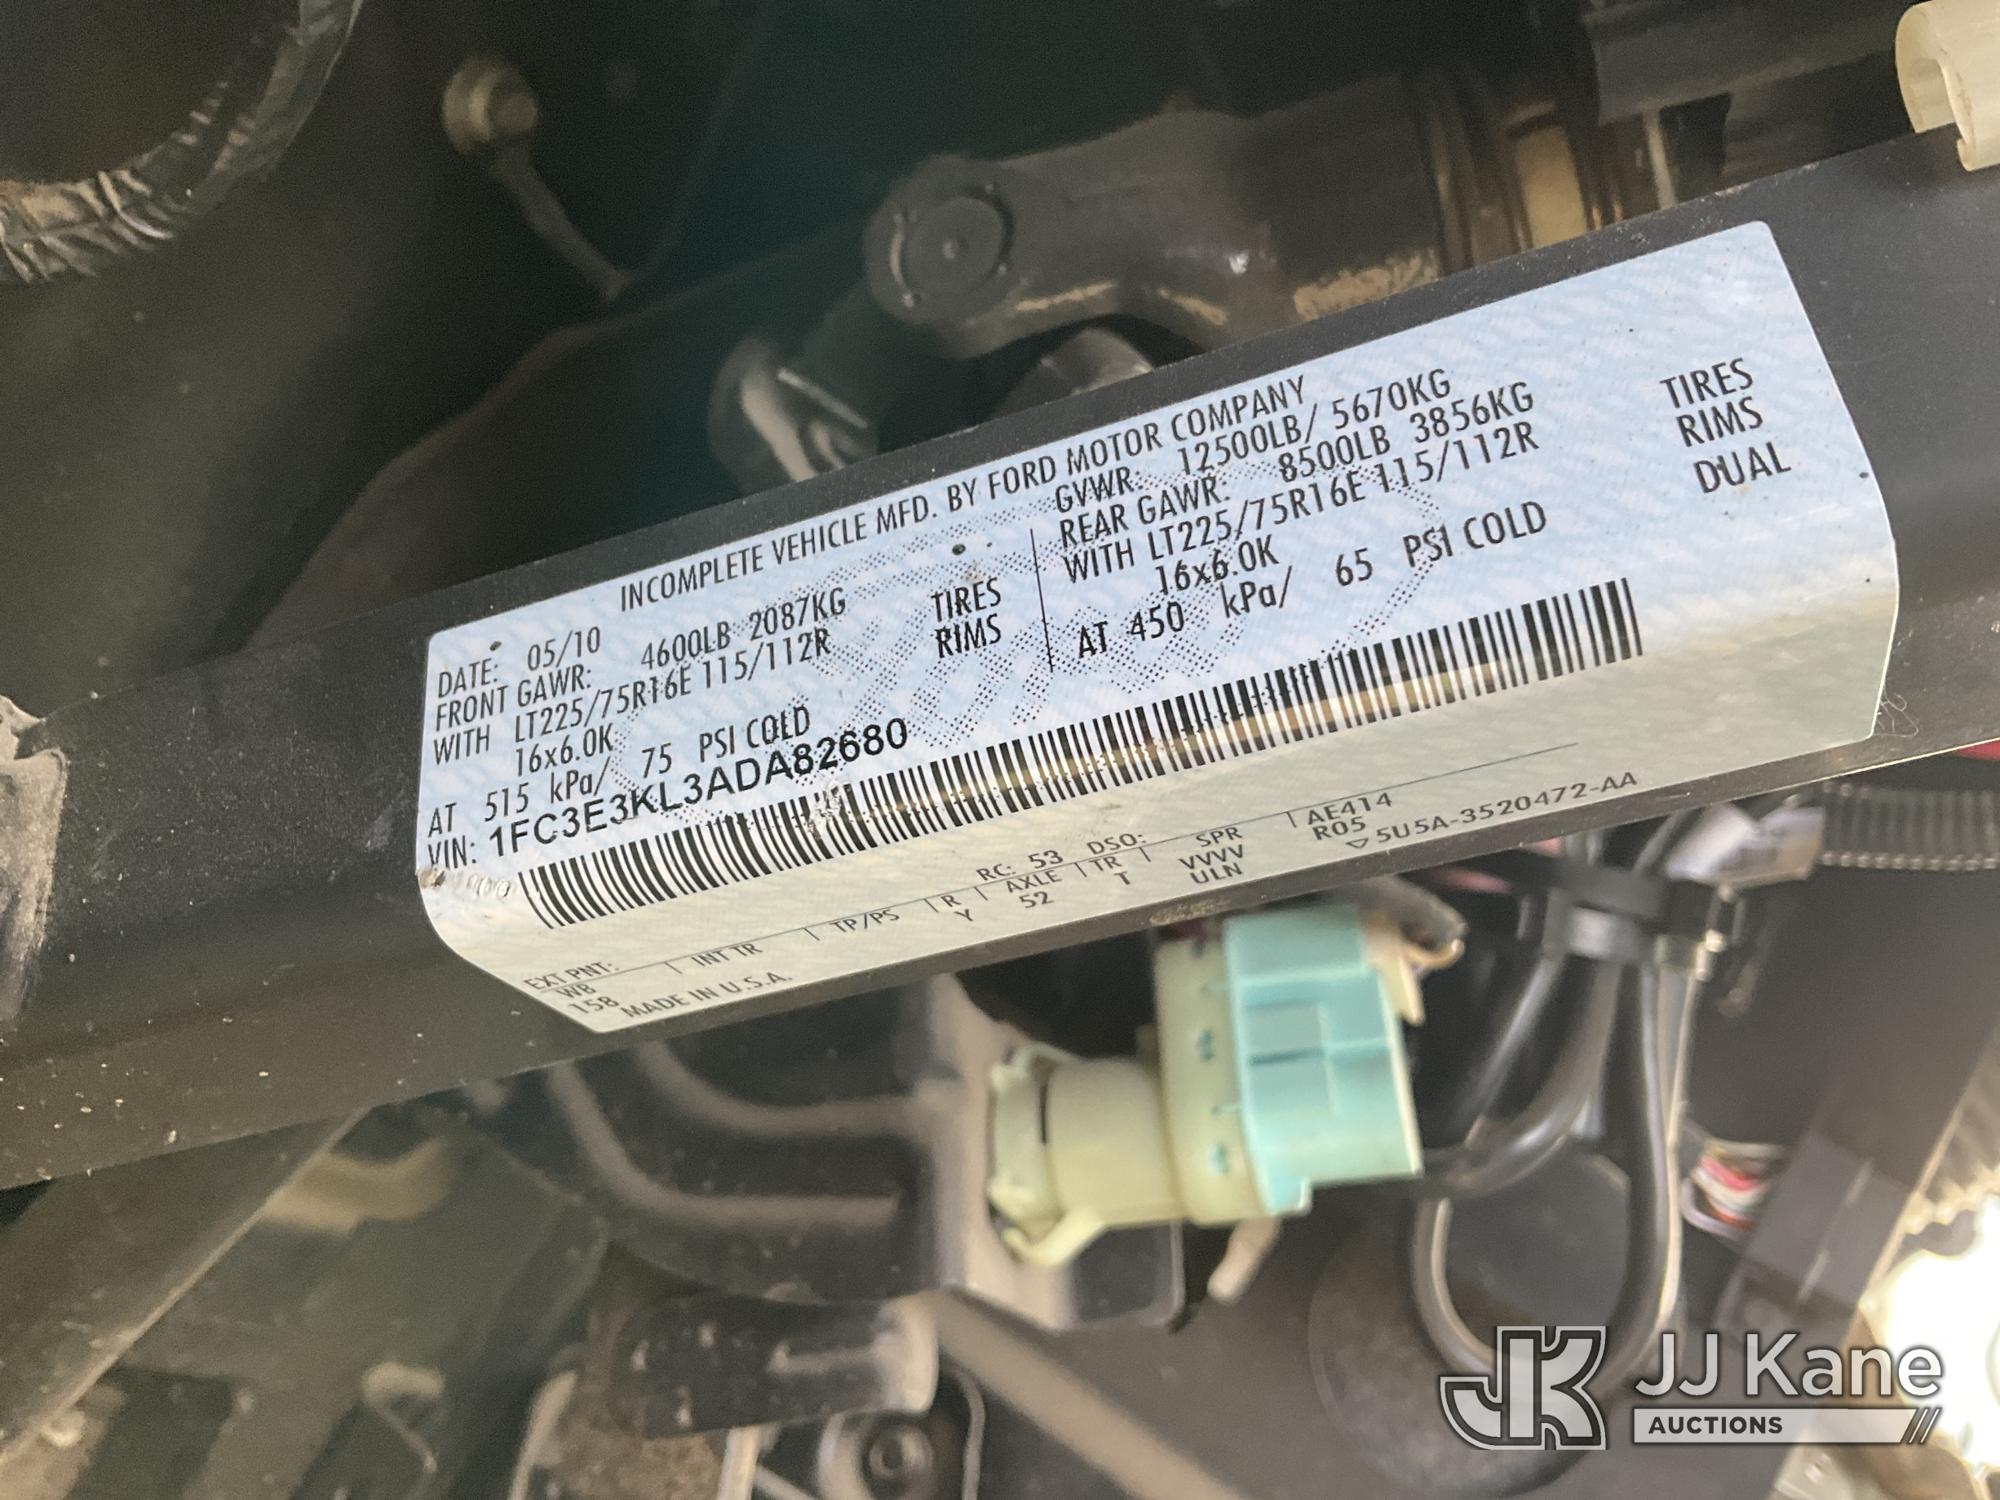 INCOMPLETE VEHICLE MFD. BY FORD MOTOR COMPANY
DATE: 05/10 GVWR: 12500LB/ 5670KG
FRONT GAWR: 4600LB 2087KG REAR GAWR: 8500LB 3856KG
WITH LT225/75R16E 115/112R TIRES WITH LT225/75R16E 115/112R TIRES
16x6.0K RIMS 16x6.0K RIMS
AT 515 kPa/ 75 PSI COLD AT 450 kPa/ 65 PSI COLD DUAL
VIN: 1FC3E3KL3ADA82680
EXT PNT: RC: 53 DSO:
WB | INT TR | TP/PS | R | AXLE | TR | SPR | AE414
158 Y 52 T VVVV R05
ULN
MADE IN U.S.A. ▽5U5A-3520472-AA
JK JJ Kane
AUCTIONS